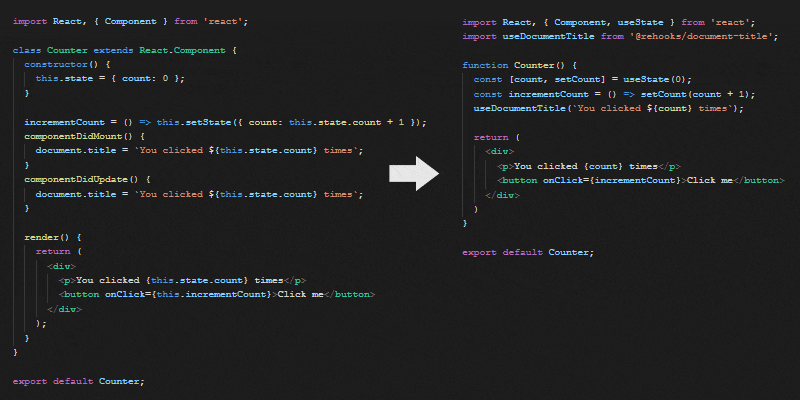 import React, { Component } from 'react';
class Counter extends React.Component {
constructor() {
this.state = { count: 0 };
}
incrementCount = () => this.setState({ count: this.state.count + 1 });
componentDidMount() {
document.title = `You clicked ${this.state.count} times`;
}
componentDidUpdate() {
document.title = `You clicked ${this.state.count} times`;
}
render() {
return (
<div>
<p>You clicked {this.state.count} times</p>
<button onClick={this.incrementCount}>Click me</button>
</div>
);
}
}
export default Counter;
import React, { Component, useState } from 'react';
import useDocumentTitle from '@rehooks/document-title';
function Counter() {
const [count, setCount] = useState(0);
const incrementCount = () => setCount(count + 1);
useDocumentTitle(`You clicked ${count} times`);
return (
<div>
<p>You clicked {count} times</p>
<button onClick={incrementCount}>Click me</button>
</div>
)
}
export default Counter;